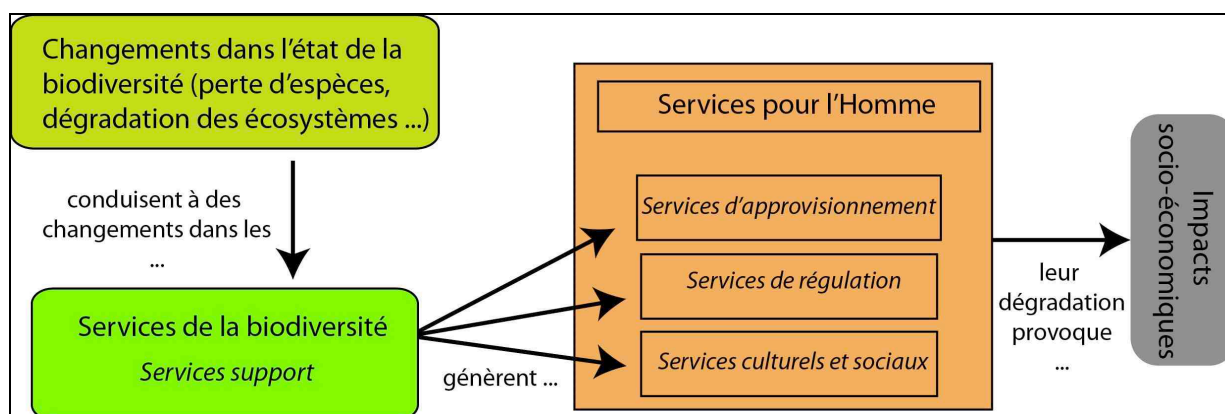 Changements dans l'état de la
biodiversité (perte d'espèces,
dégradation des écosystèmes ...)
conduisent à des
changements dans les
...
Services de la biodiversité
Services support
génèrent ...
Services pour l'Homme
Services d'approvisionnement
Services de régulation
Services culturels et sociaux
leur
dégradation
provoque
...
Impacts
socio-économiques